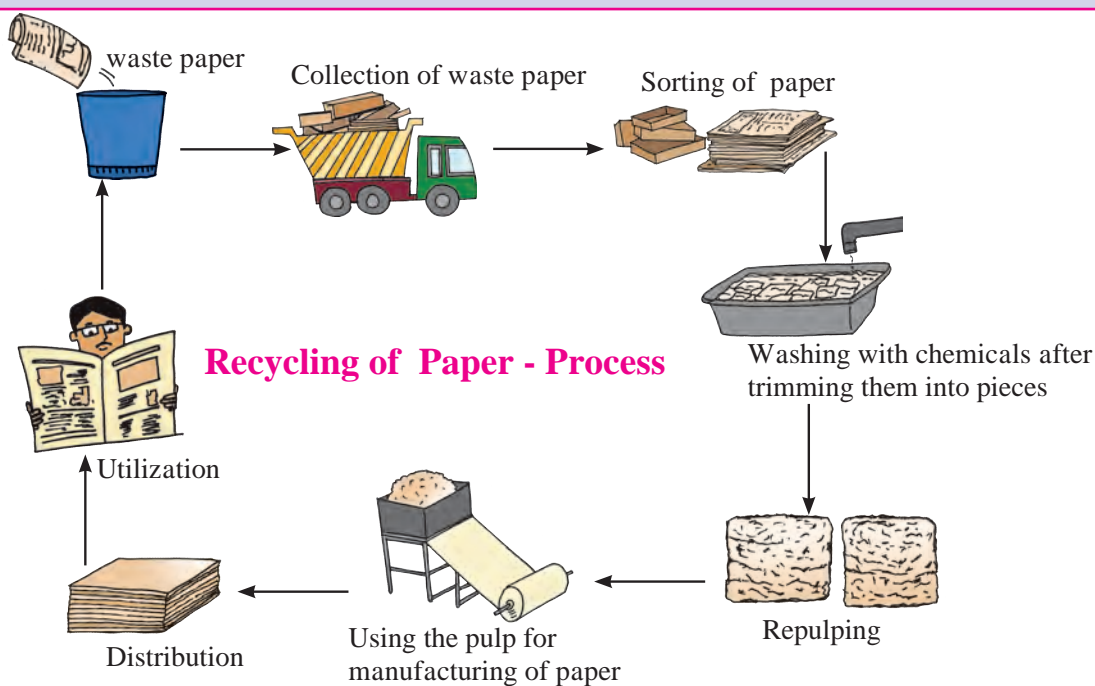 waste paper
Collection of waste paper
Sorting of paper
Washing with chemicals after
trimming them into pieces
Recycling of Paper - Process
Utilization
Repulping
Using the pulp for
manufacturing of paper
Distribution